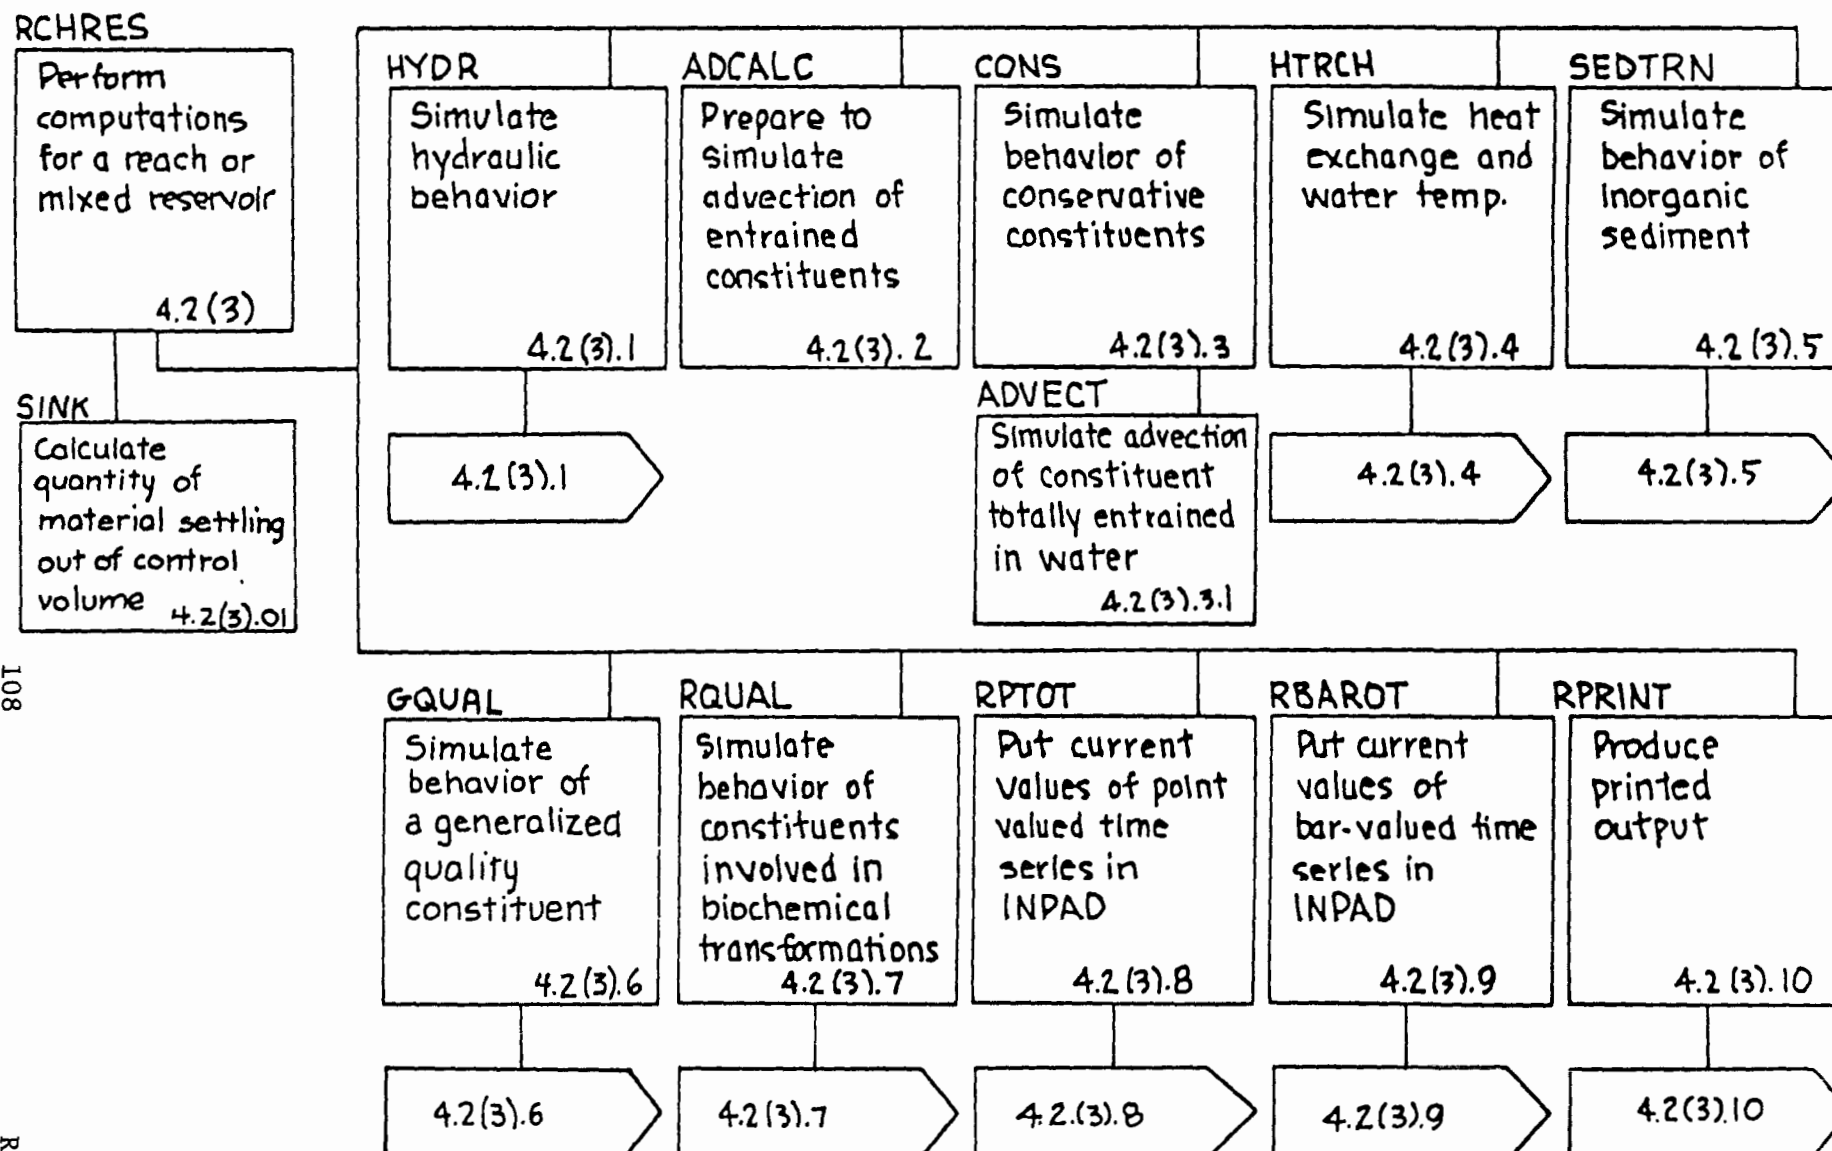 RCHRES
Perform
computations
for a reach or
mixed reservoir
4.2(3)
SINK
Calculate
quantity of
material settling
out of control
volume
4.2(3).01
HYDR
Simulate
hydraulic
behavior
4.2(3).1
4.2(3).1
ADCALC
Prepare to
simulate
advection of
entrained
constituents
4.2(3).2
CONS
Simulate
behavior of
conservative
constituents
4.2(3).3
ADVECT
Simulate advection
of constituent
totally entrained
in water
4.2(3).3.1
HTRCH
Simulate heat
exchange and
water temp.
4.2(3).4
4.2(3).4
SEDTRN
Simulate
behavior of
inorganic
sediment
4.2(3).5
4.2(3).5
GQUAL
Simulate
behavior of
a generalized
quality
constituent
4.2(3).6
4.2(3).6
RQUAL
Simulate
behavior of
constituents
involved in
biochemical
transformations
4.2(3).7
4.2(3).7
RPTOT
Put current
values of point
valued time
series in
INPAD
4.2(3).8
4.2.(3).8
RBAROT
Put current
values of
bar-valued time
series in
INPAD
4.2(3).9
4.2(3).9
RPRINT
Produce
printed
output
4.2(3).10
4.2(3).10
108
R